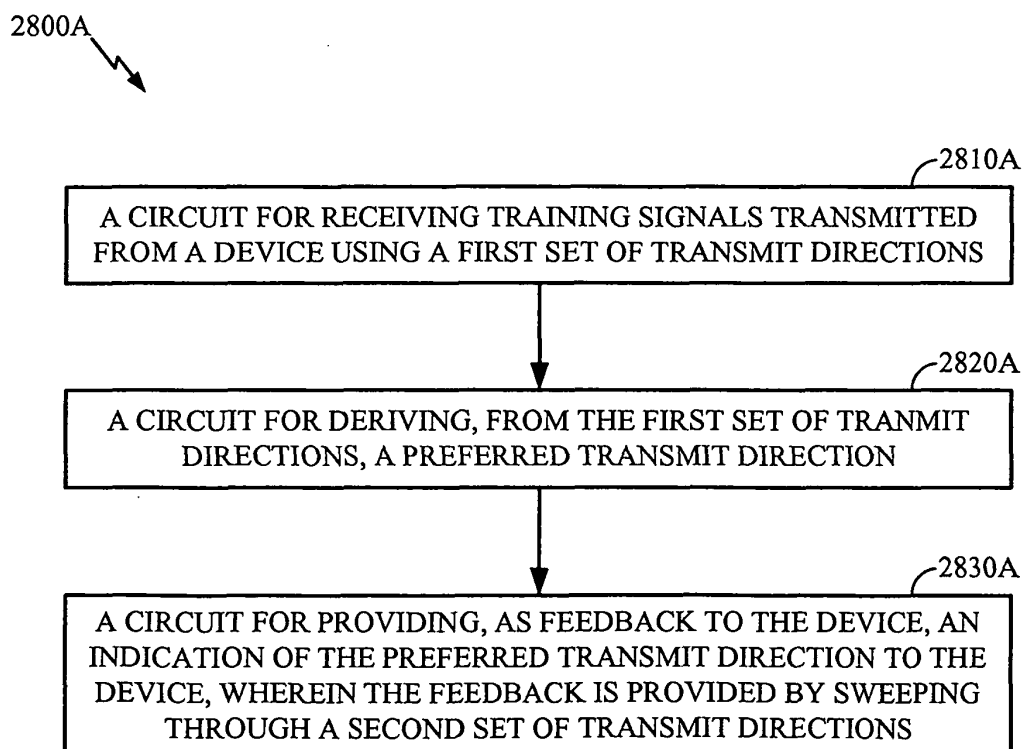 2800A
2810A
A CIRCUIT FOR RECEIVING TRAINING SIGNALS TRANSMITTED
FROM A DEVICE USING A FIRST SET OF TRANSMIT DIRECTIONS
2820A
A CIRCUIT FOR DERIVING, FROM THE FIRST SET OF TRANMIT
DIRECTIONS, A PREFERRED TRANSMIT DIRECTION
2830A
A CIRCUIT FOR PROVIDING, AS FEEDBACK TO THE DEVICE, AN
INDICATION OF THE PREFERRED TRANSMIT DIRECTION TO THE
DEVICE, WHEREIN THE FEEDBACK IS PROVIDED BY SWEEPING
THROUGH A SECOND SET OF TRANSMIT DIRECTIONS